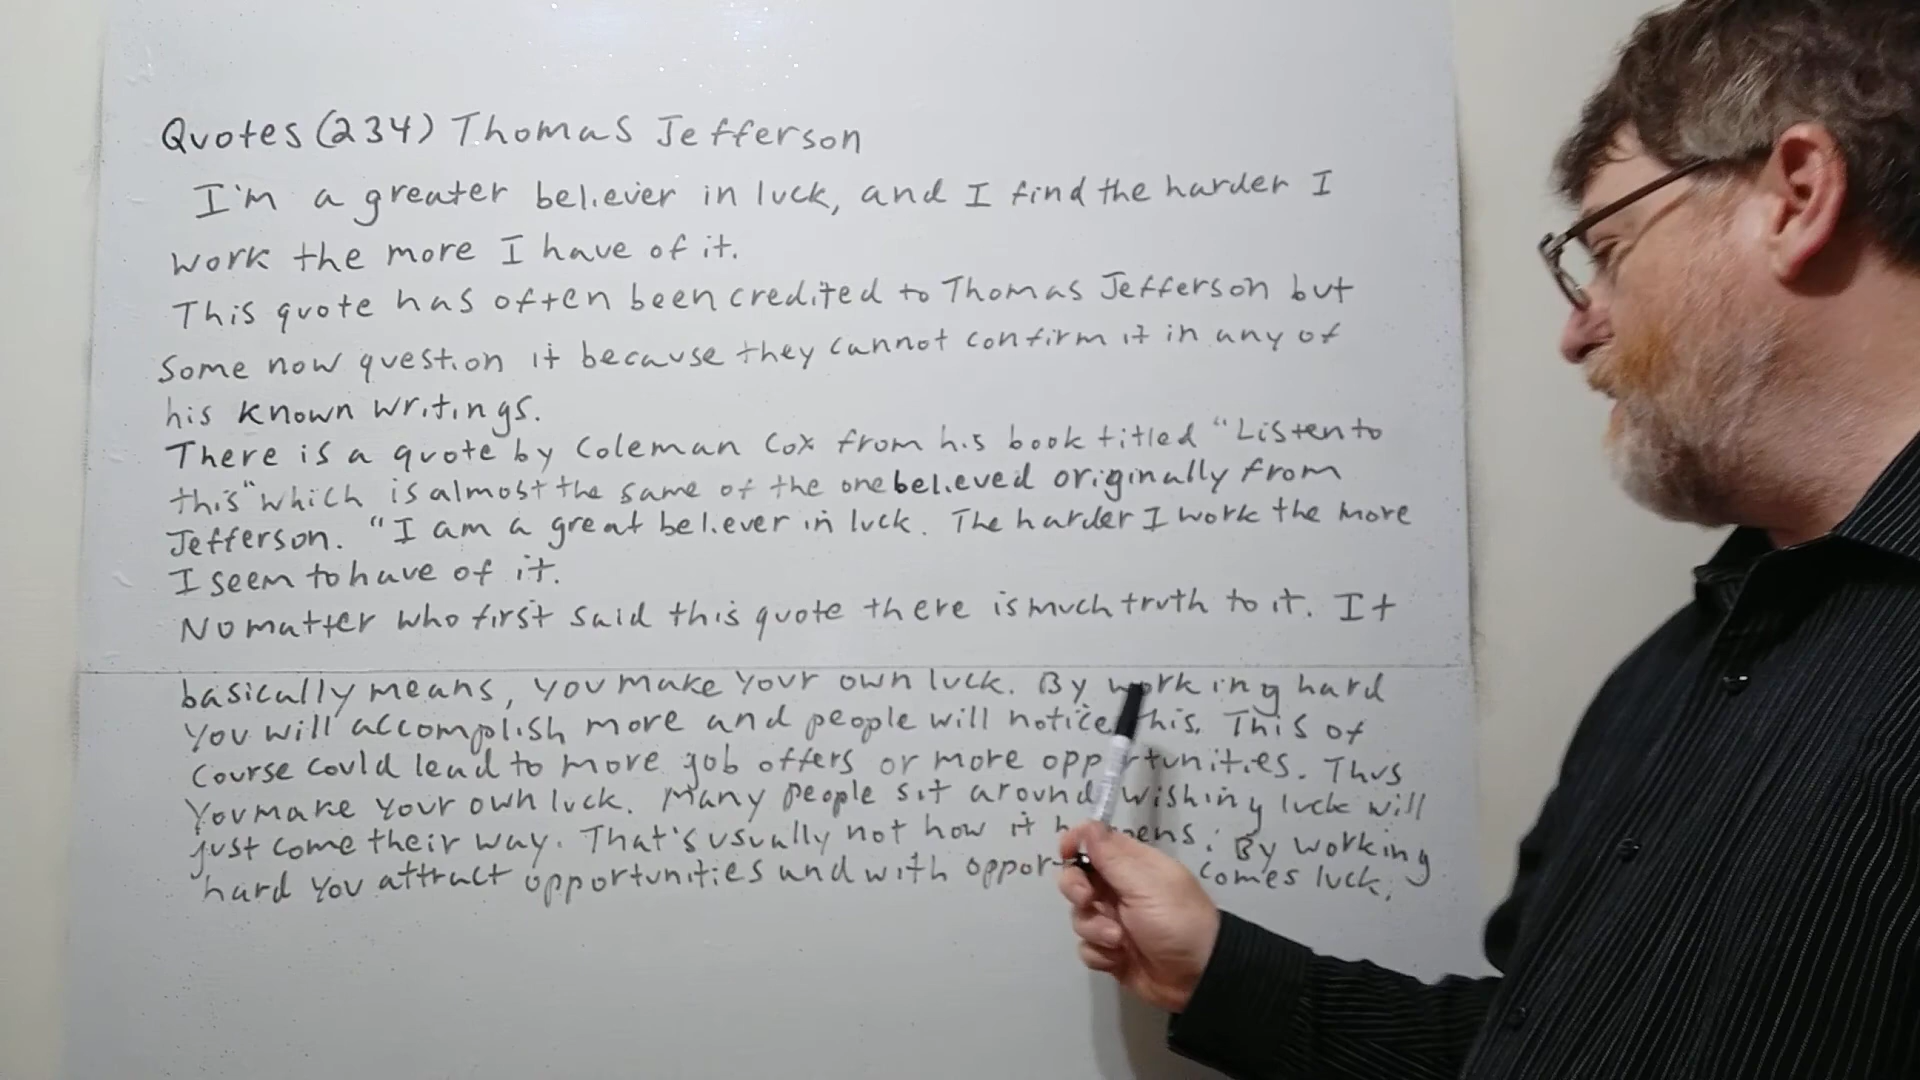 Quotes (234) Thomas Jefferson
I'm a greater believer in luck, and I find the harder I
work the more I have of it.
This quote has often been credited to Thomas Jefferson but
some now question it because they cannot confirm it in any of
his known writings.
There is a quote by Coleman Cox from his book titled "Listen to
this" which is almost the same of the one believed originally from
Jefferson. "I am a great believer in luck. The harder I work the more
I seem to have of it.
No matter who first said this quote there is much truth to it. It
basically means, you make your own luck. By working hard
you will accomplish more and people will notice this. This of
course could lead to more job offers or more opportunities. Thus
you make your own luck. Many people sit around wishing luck will
just come their way. That's usually not how it happens. By working
hard you attract opportunities and with comes luck.